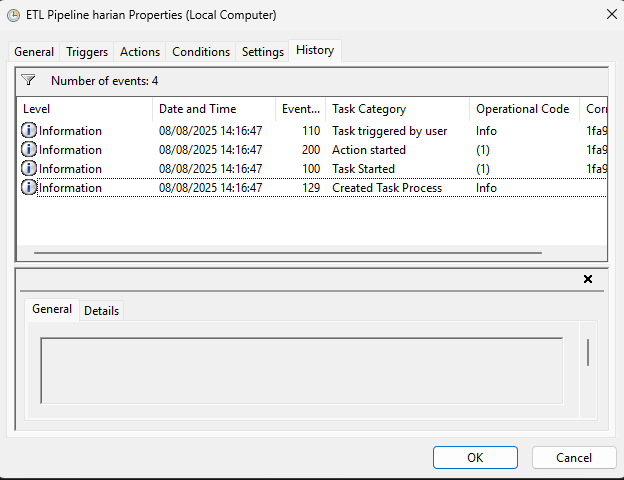 ETL Pipeline harian Properties (Local Computer)
General Triggers Actions Conditions Settings History
Number of events: 4
Level Date and Time Event... Task Category Operational Code Corr
Information 08/08/2025 14:16:47 110 Task triggered by user Info 1fa9
Information 08/08/2025 14:16:47 200 Action started (1) 1fa9
Information 08/08/2025 14:16:47 100 Task Started (1) 1fa9
Information 08/08/2025 14:16:47 129 Created Task Process Info
General Details
OK Cancel